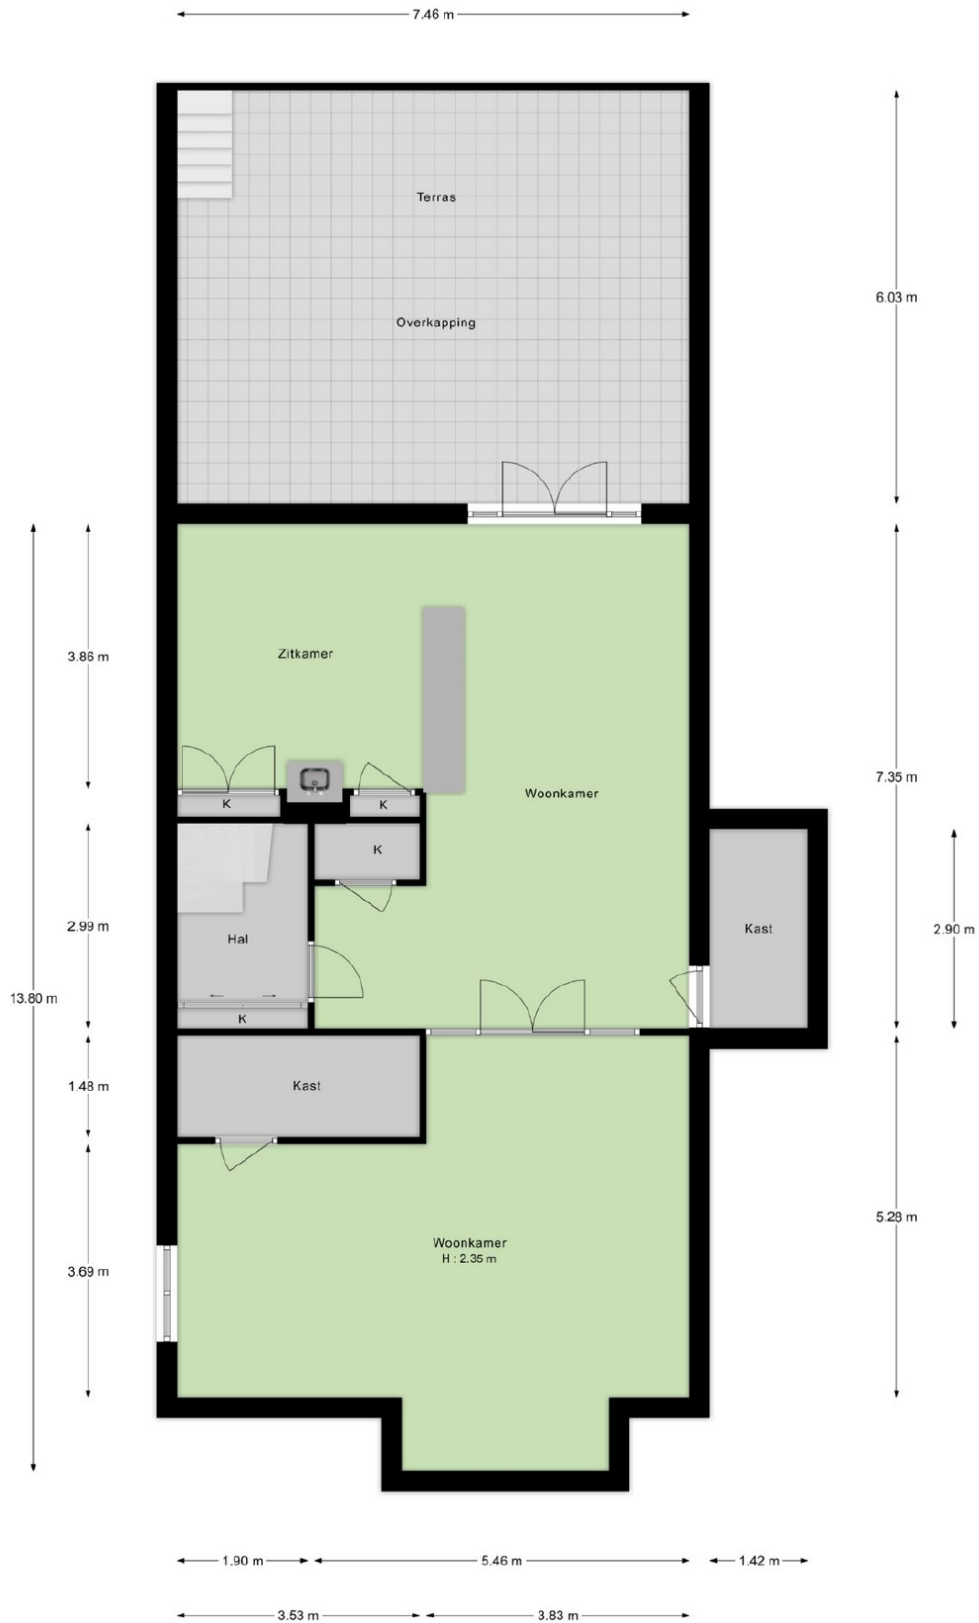 7.46 m
Terras
6.03 m
Overkapping
Zitkamer
3.86 m
7.35 m
Woonkamer
K
K
K
2.99 m
Hal
Kast
2.90 m
13.80 m
K
1.48 m
Kast
5.28 m
Woonkamer
H : 2.35 m
3.69 m
1.90 m
5.46 m
1.42 m
3.53 m
3.83 m